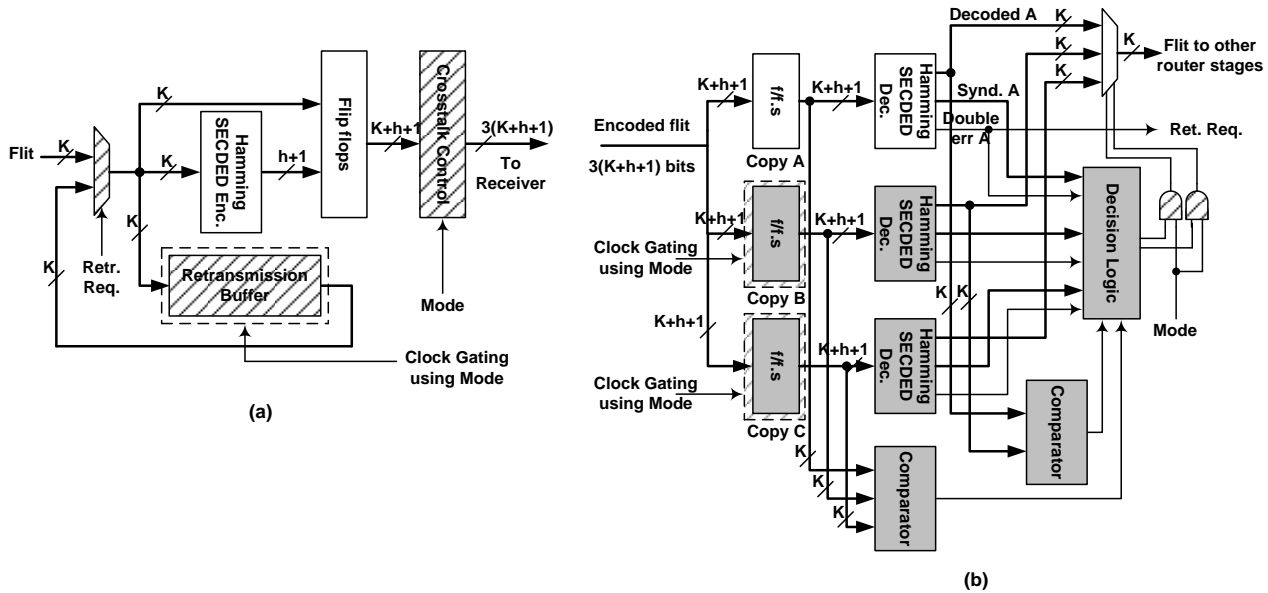 Flit
K
K
K
K
K
Retr.
Req.
Hamming
SECDED Enc.
h+1
Flip flops
K+h+1
Crosstalk Control
3(K+h+1)
To
Receiver
Mode
Retransmission
Buffer
Clock Gating
using Mode
(a)
Encoded flit
3(K+h+1) bits
K+h+1
f/f.s
Copy A
K+h+1
Hamming
SECDED
Dec.
Decoded A
K
K
K
K
Flit to other
router stages
Synd. A
Double
err A
Ret. Req.
K+h+1
Clock Gating
using Mode
f/f.s
Copy B
K+h+1
Hamming
SECDED
Dec.
Decision Logic
Mode
K
K
K+h+1
Clock Gating
using Mode
f/f.s
Copy C
K+h+1
Hamming
SECDED
Dec.
Comparator
K
K
K
Comparator
(b)